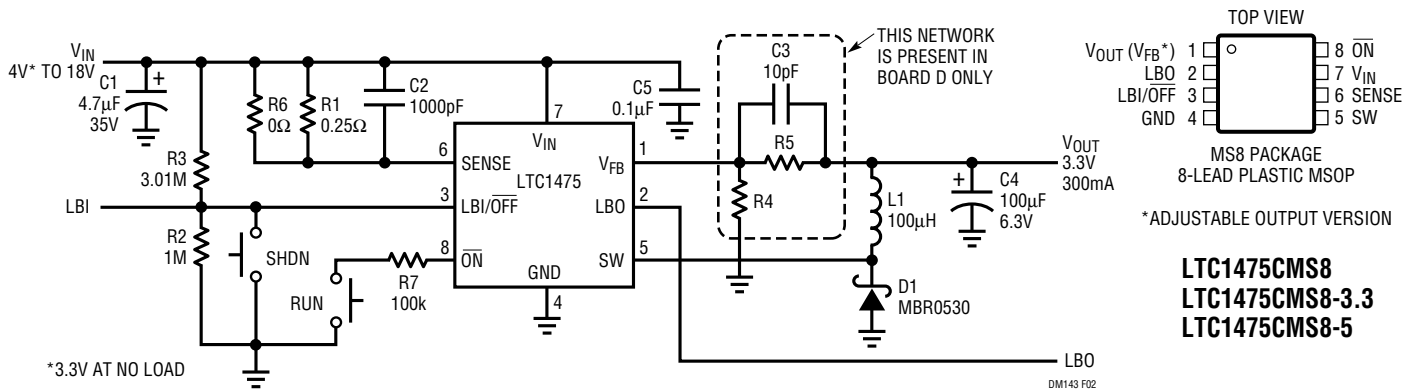 VIN
4V* TO 18V
C1
4.7µF
35V
+
R3
3.01M
LBI
R2
1M
SHDN
*3.3V AT NO LOAD
R6
0Ω
R1
0.25Ω
C2
1000pF
RUN
R7
100k
7
VIN
6
SENSE
LTC1475
3
LBI/OFF
8
ON
GND
4
VFB
1
LBO
2
SW
5
C5
0.1µF
C3
10pF
R5
R4
THIS NETWORK
IS PRESENT IN
BOARD D ONLY
L1
100µH
D1
MBR0530
+
C4
100µF
6.3V
VOUT
3.3V
300mA
LBO
DM143 F02
TOP VIEW
VOUT (VFB*) 1
LBO 2
LBI/OFF 3
GND 4
8 ON
7 VIN
6 SENSE
5 SW
MS8 PACKAGE
8-LEAD PLASTIC MSOP
*ADJUSTABLE OUTPUT VERSION
LTC1475CMS8
LTC1475CMS8-3.3
LTC1475CMS8-5